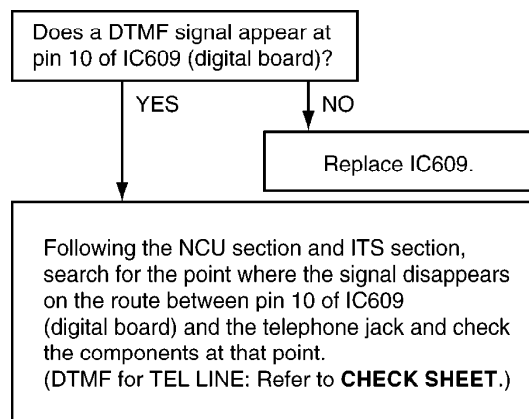 Does a DTMF signal appear at
pin 10 of IC609 (digital board)?
YES
NO
Replace IC609.
Following the NCU section and ITS section,
search for the point where the signal disappears
on the route between pin 10 of IC609
(digital board) and the telephone jack and check
the components at that point.
(DTMF for TEL LINE: Refer to CHECK SHEET.)